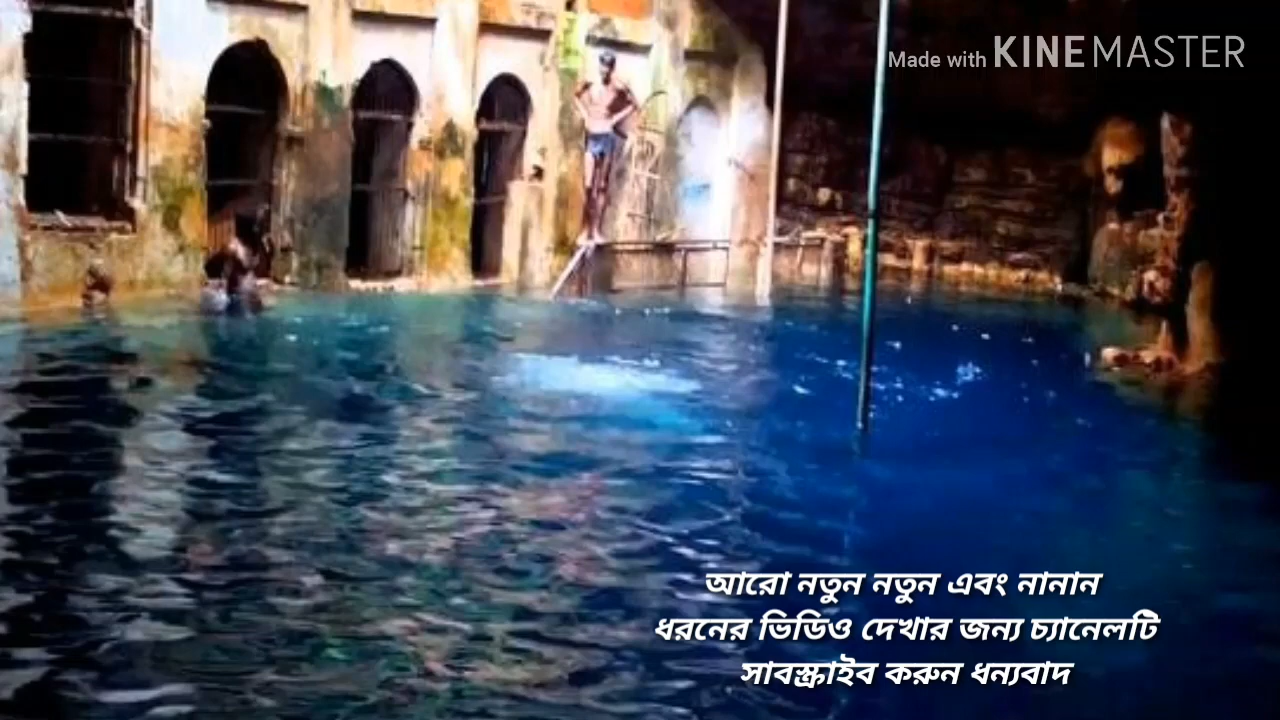 Made with KINEMASTER
আরো নতুন নতুন এবং নানান
ধরনের ভিডিও দেখার জন্য চ্যানেলটি
সাবস্ক্রাইব করুন ধন্যবাদ